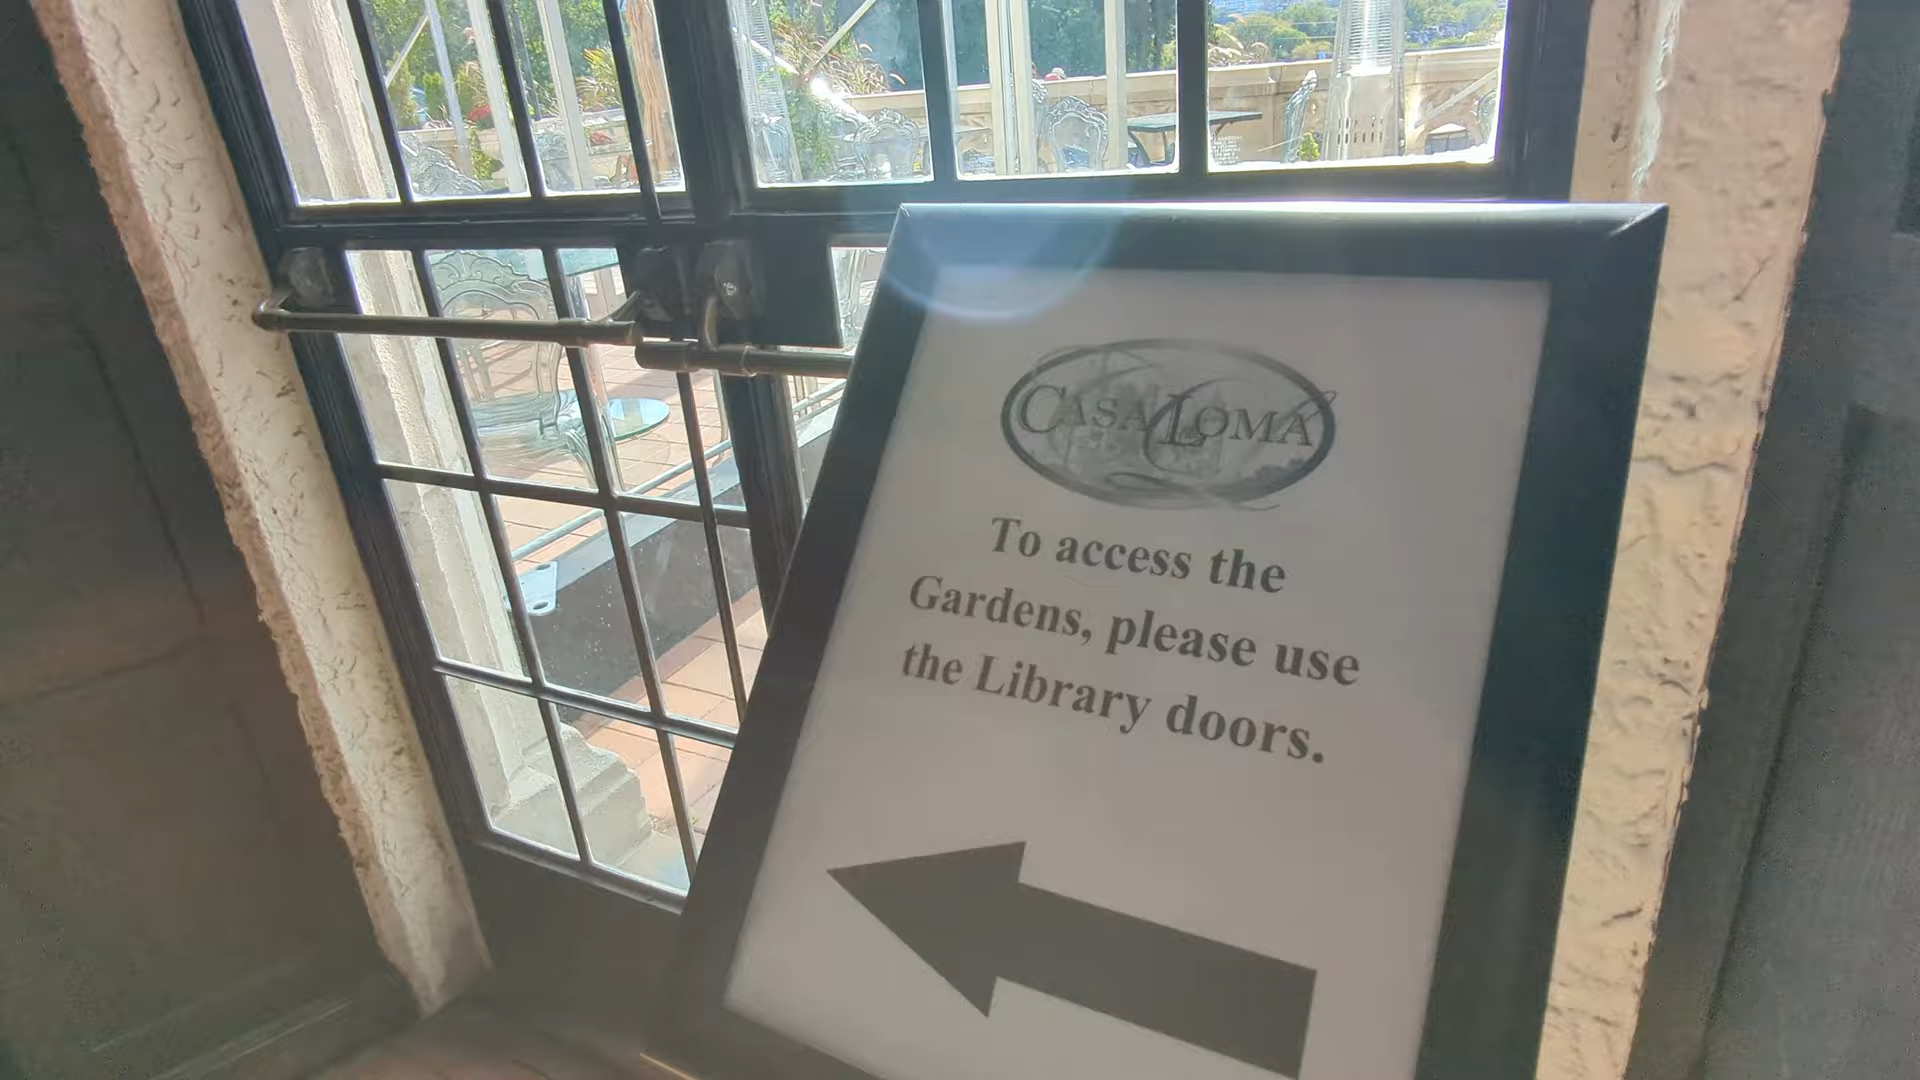 CASA LOMA
To access the
Gardens, please use
the Library doors.